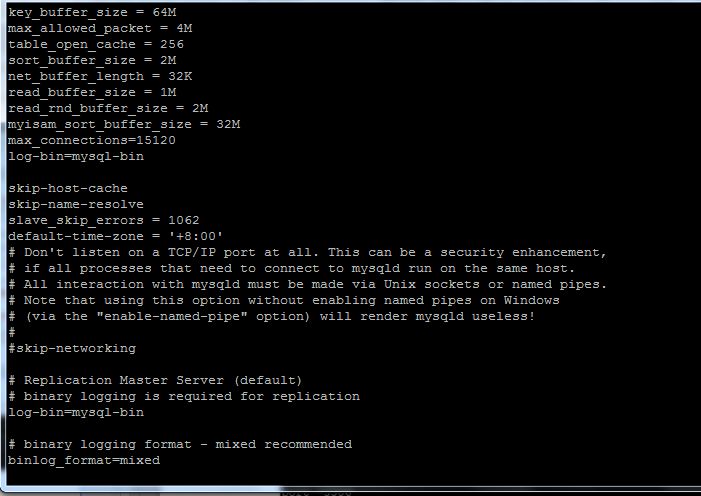 key_buffer_size = 64M
max_allowed_packet = 4M
table_open_cache = 256
sort_buffer_size = 2M
net_buffer_length = 32K
read_buffer_size = 1M
read_rnd_buffer_size = 2M
myisam_sort_buffer_size = 32M
max_connections=15120
log-bin=mysql-bin
skip-host-cache
skip-name-resolve
slave_skip_errors = 1062
default-time-zone = '+8:00'
# Don't listen on a TCP/IP port at all. This can be a security enhancement,
# if all processes that need to connect to mysqld run on the same host.
# All interaction with mysqld must be made via Unix sockets or named pipes.
# Note that using this option without enabling named pipes on Windows
# (via the "enable-named-pipe" option) will render mysqld useless!
#
#skip-networking
# Replication Master Server (default)
# binary logging is required for replication
log-bin=mysql-bin
# binary logging format - mixed recommended
binlog_format=mixed